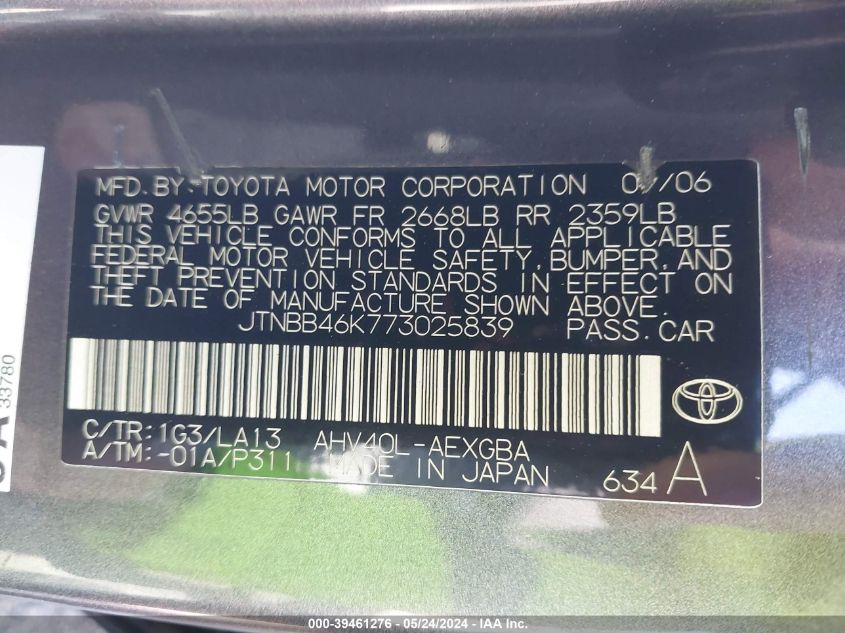 MFD.BY:TOYOTA MOTOR CORPORATION /06
GVWR 4655LB GAWR FR 2668LB RR 2359LB
THIS VEHICLE CONFORMS TO ALL APPLICABLE
FEDERAL MOTOR VEHICLE SAFETY, BUMPER, AND
THEFT PREVENTION STANDARDS IN EFFECT ON
THE DATE OF MANUFACTURE SHOWN ABOVE.
JTNBB46K773025839 PASS.CAR
C/TR:1G3/LA13 AHV40L-AEXGBA
A/TM:-01A/P311 MADE IN JAPAN
634 A
33780
000-39461276 - 05/24/2024 - IAA Inc.